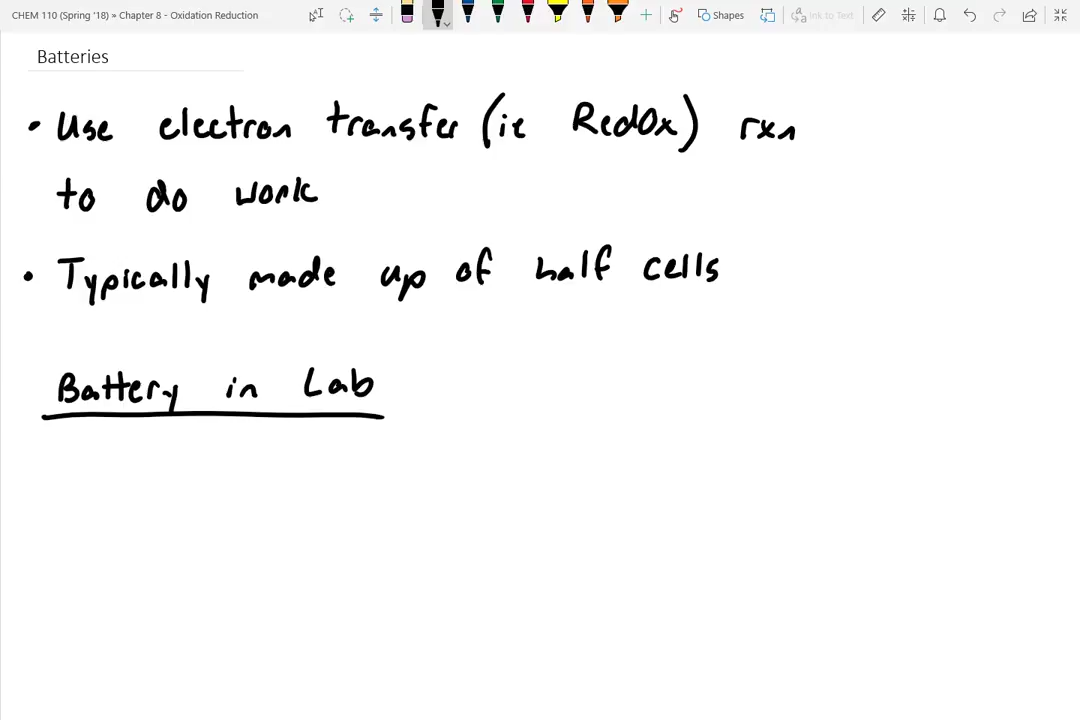 CHEM 110 (Spring '18) » Chapter 8 - Oxidation Reduction
Shapes
Ink to Text
Batteries
• Use electron transfer (ie RedOx) rxn
to do work
• Typically made up of half cells
Battery in Lab